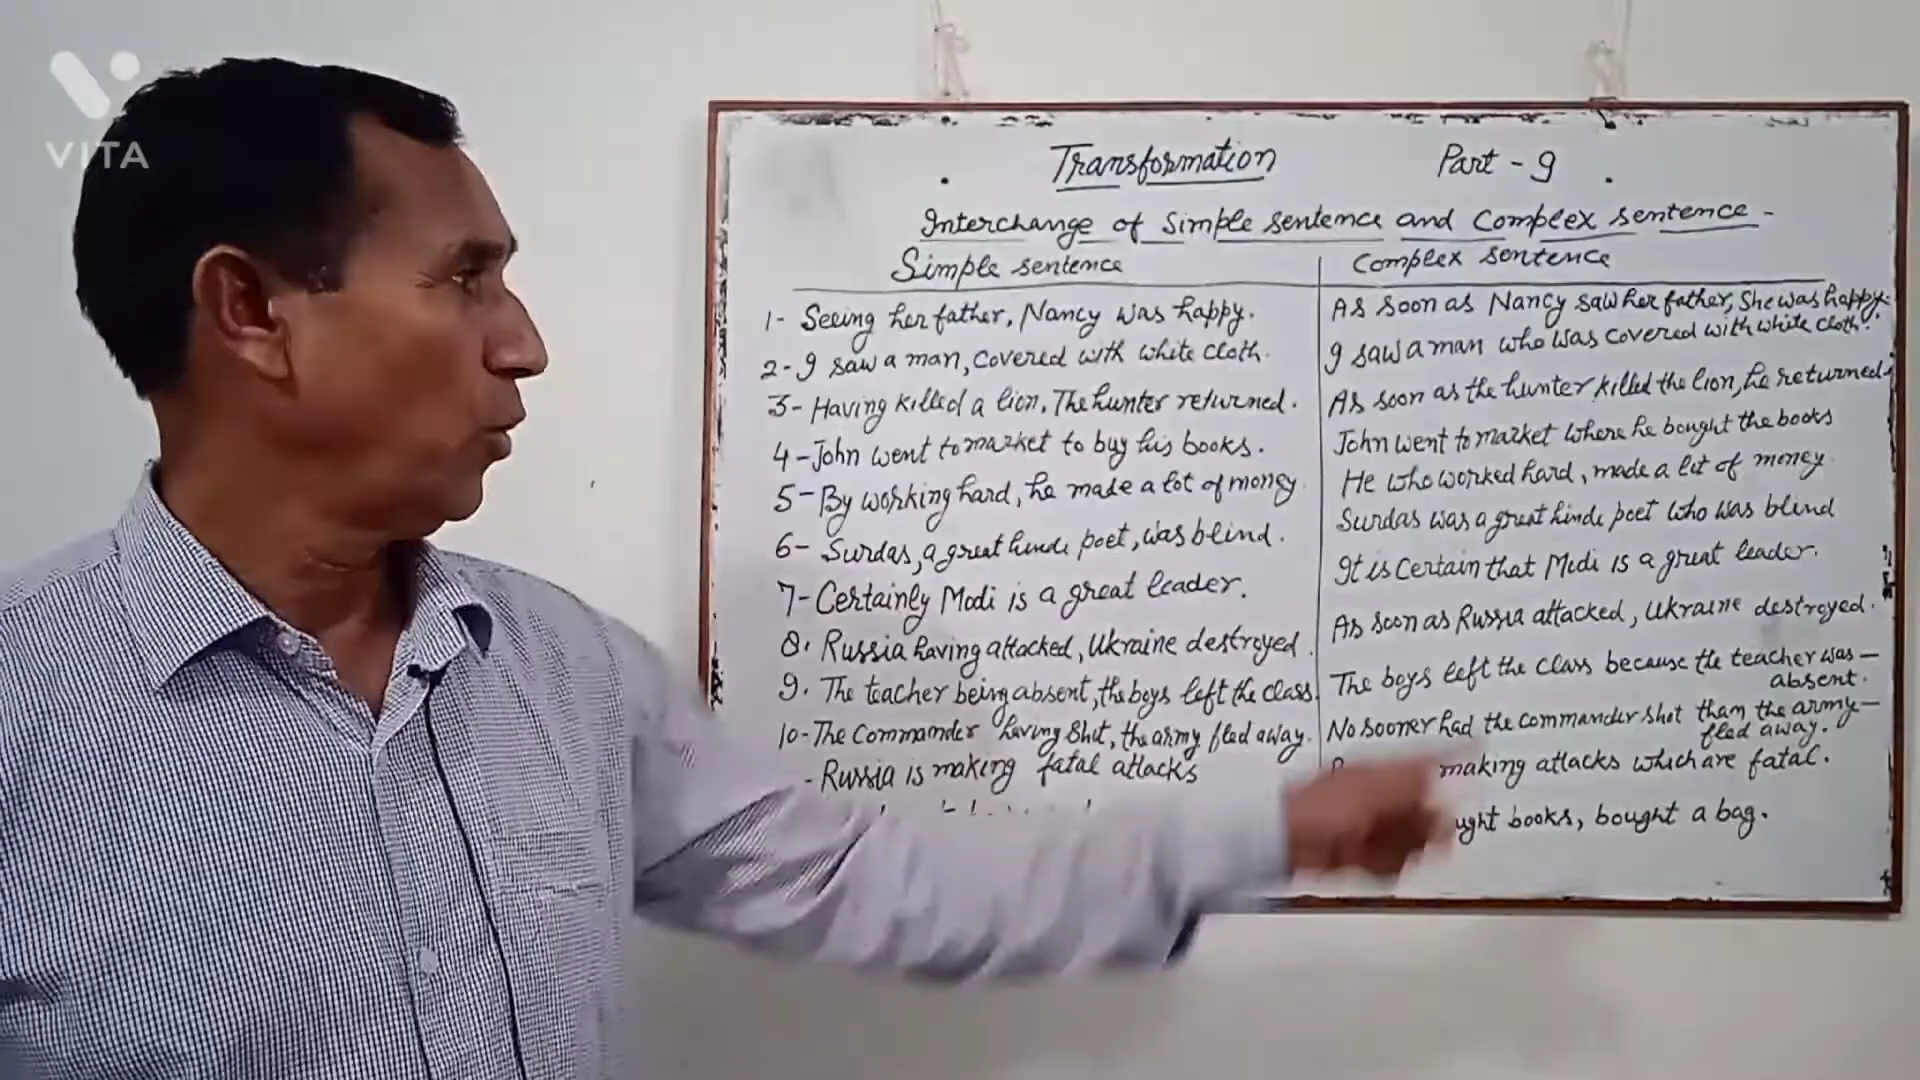 VITA
Transformation Part - 9
Interchange of Simple sentence and Complex sentence -
Simple sentence
Complex sentence
1- Seeing her father, Nancy was happy.
As soon as Nancy saw her father, She was happy.
2- I saw a man, covered with white cloth.
I saw a man who was covered with white cloth.
3- Having killed a lion, The hunter returned.
As soon as the hunter killed the lion, he returned.
4- John went to market to buy his books.
John went to market where he bought the books
5- By working hard, he made a lot of money.
He who worked hard, made a lot of money.
6- Surdas, a great hindi poet, was blind.
Surdas was a great hindi poet who was blind
7- Certainly Modi is a great leader.
It is certain that Modi is a great leader.
8. Russia having attacked, Ukraine destroyed.
As soon as Russia attacked, Ukraine destroyed.
9. The teacher being absent, the boys left the class.
The boys left the class because the teacher was —
absent.
10- The Commander having shot, the army fled away.
No sooner had the commander shot than the army —
fled away.
- Russia is making fatal attacks
making attacks which are fatal.
books, bought a bag.